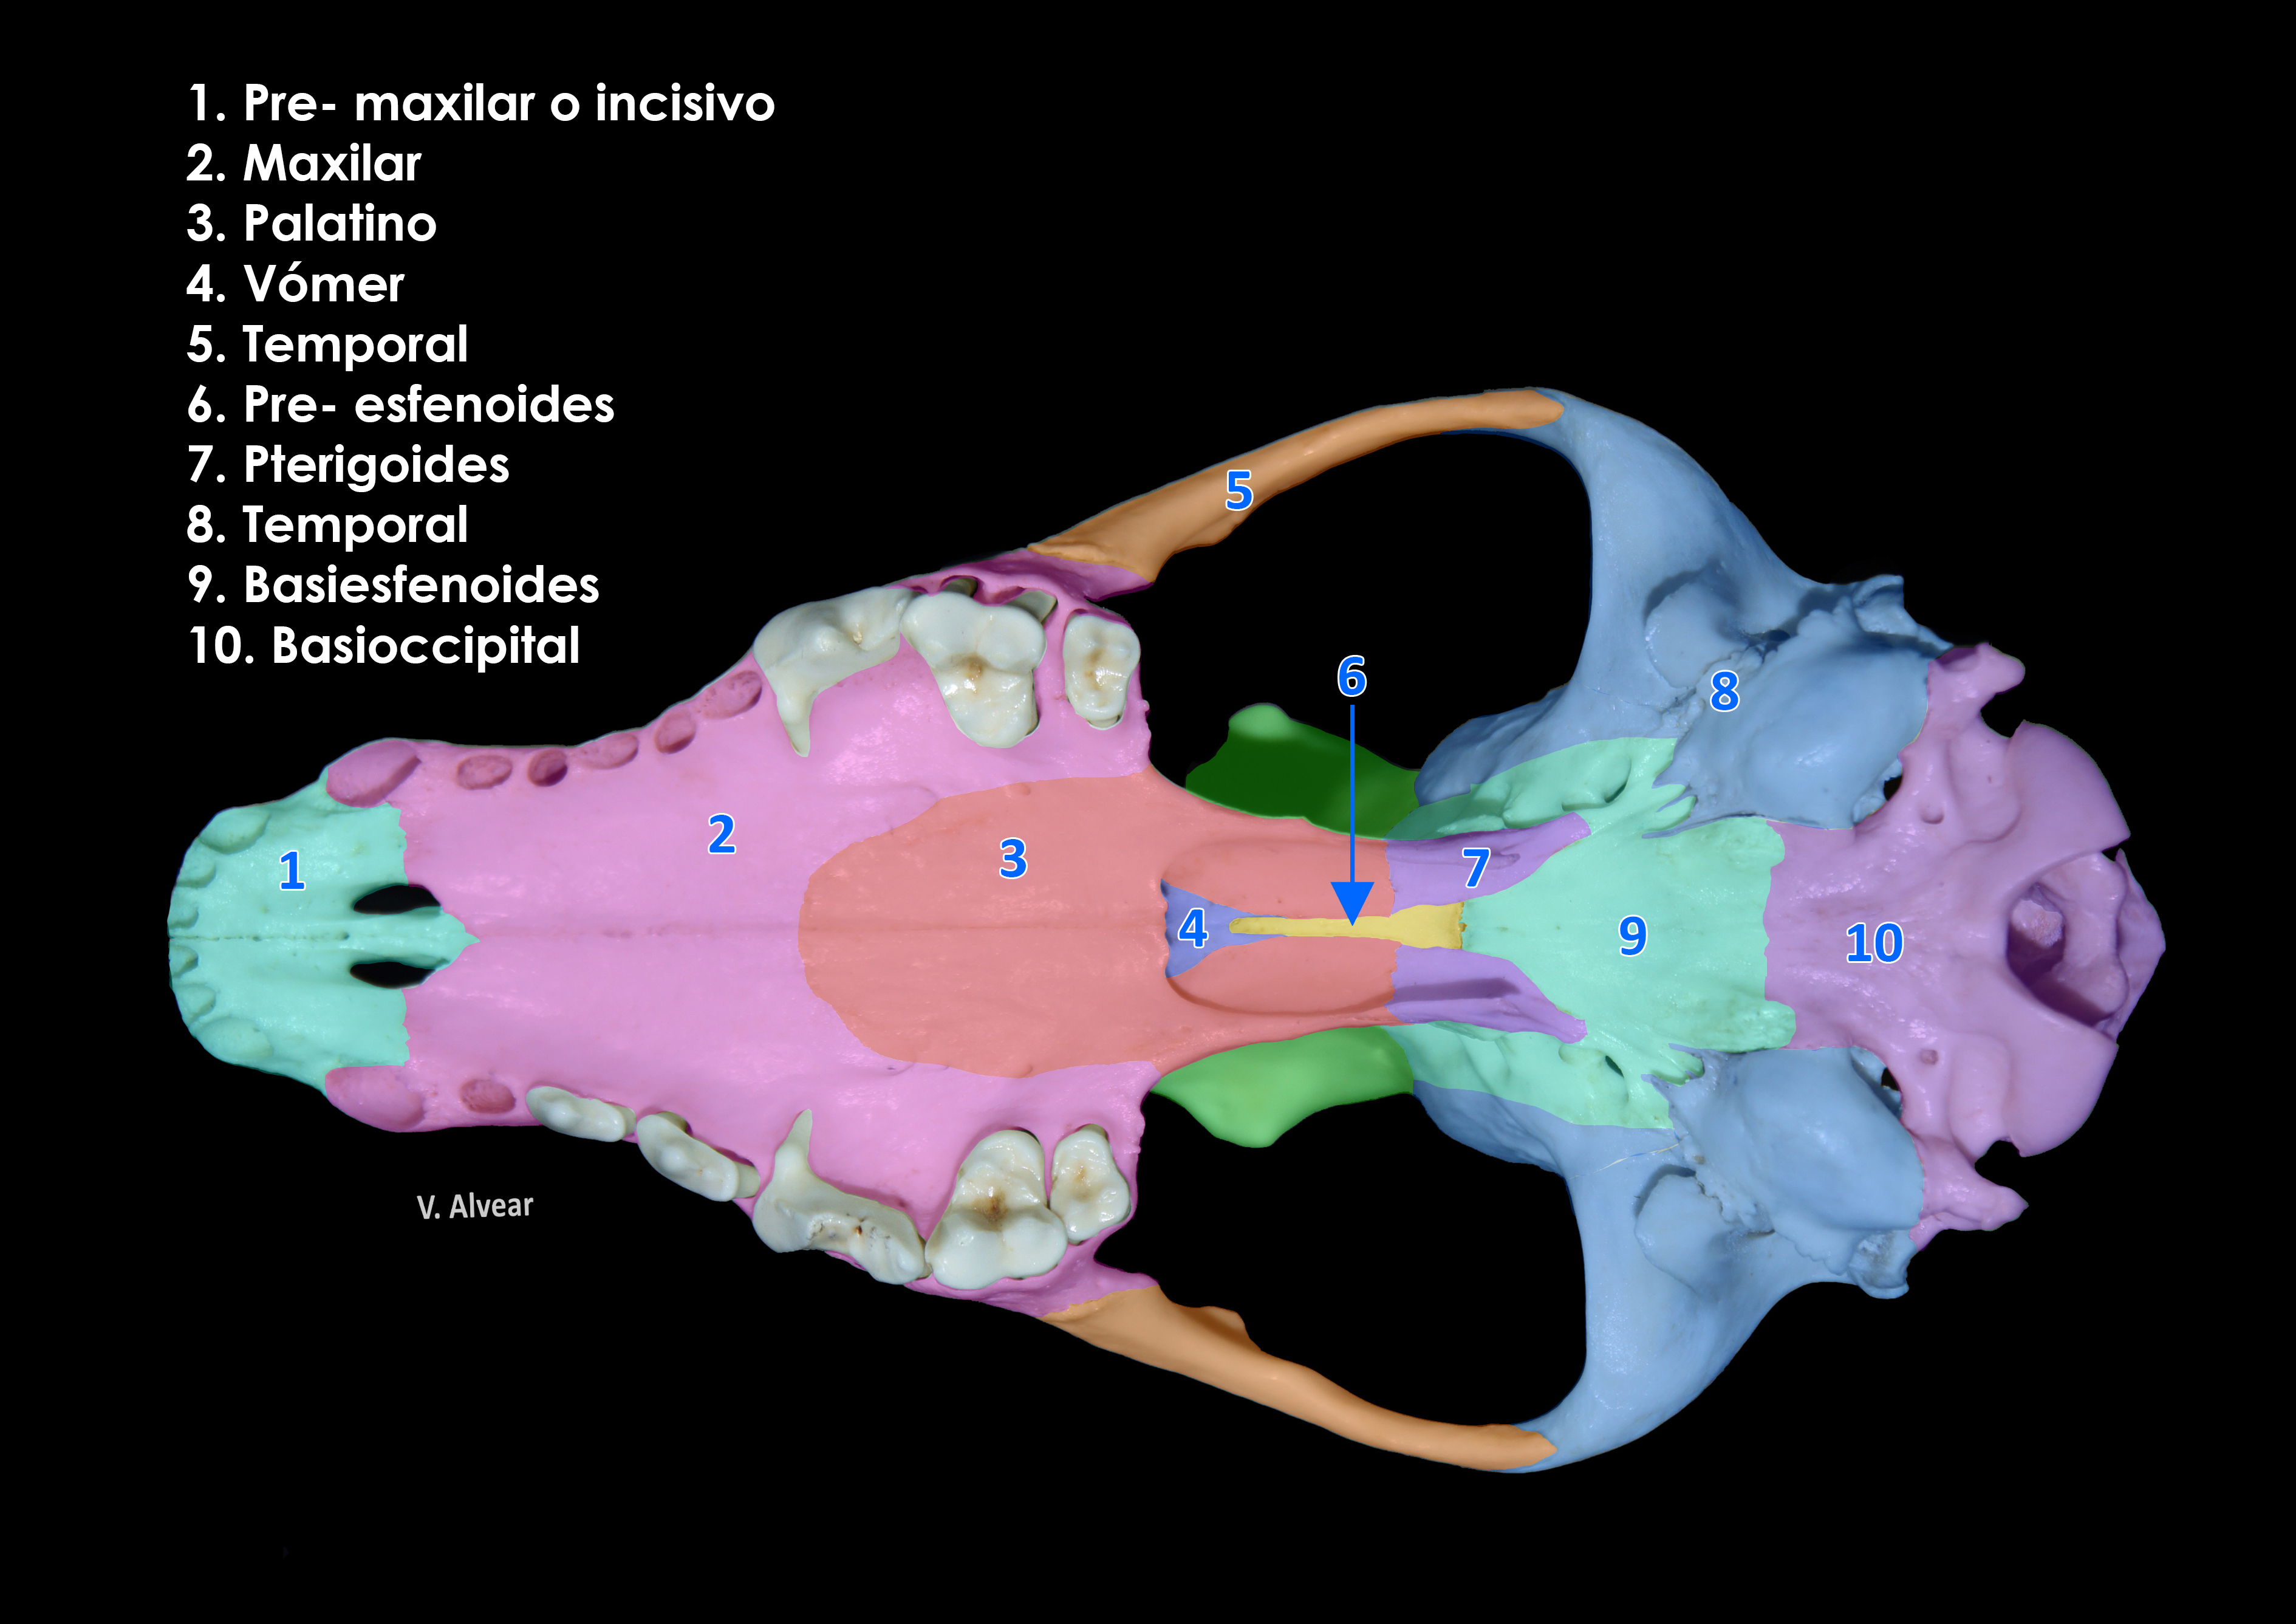 1. Pre- maxilar o incisivo
2. Maxilar
3. Palatino
4. Vómer
5. Temporal
6. Pre- esfenoides
7. Pterigoides
8. Temporal
9. Basiesfenoides
10. Basioccipital
5
6
8
2
3
7
1
4
9
10
V. Alvear